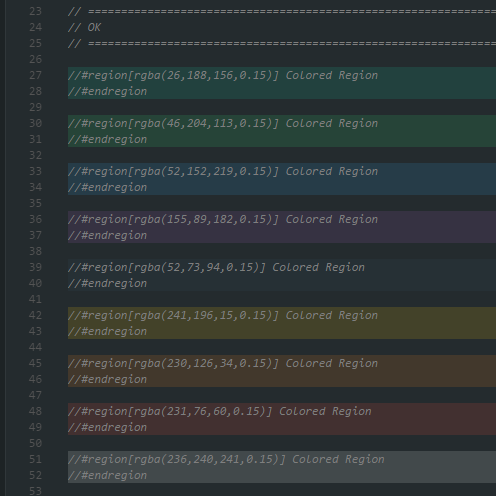 23 // ==============================================================
24 // OK
25 // ==============================================================
26
27 //#region[rgba(26,188,156,0.15)] Colored Region
28 //#endregion
29
30 //#region[rgba(46,204,113,0.15)] Colored Region
31 //#endregion
32
33 //#region[rgba(52,152,219,0.15)] Colored Region
34 //#endregion
35
36 //#region[rgba(155,89,182,0.15)] Colored Region
37 //#endregion
38
39 //#region[rgba(52,73,94,0.15)] Colored Region
40 //#endregion
41
42 //#region[rgba(241,196,15,0.15)] Colored Region
43 //#endregion
44
45 //#region[rgba(230,126,34,0.15)] Colored Region
46 //#endregion
47
48 //#region[rgba(231,76,60,0.15)] Colored Region
49 //#endregion
50
51 //#region[rgba(236,240,241,0.15)] Colored Region
52 //#endregion
53